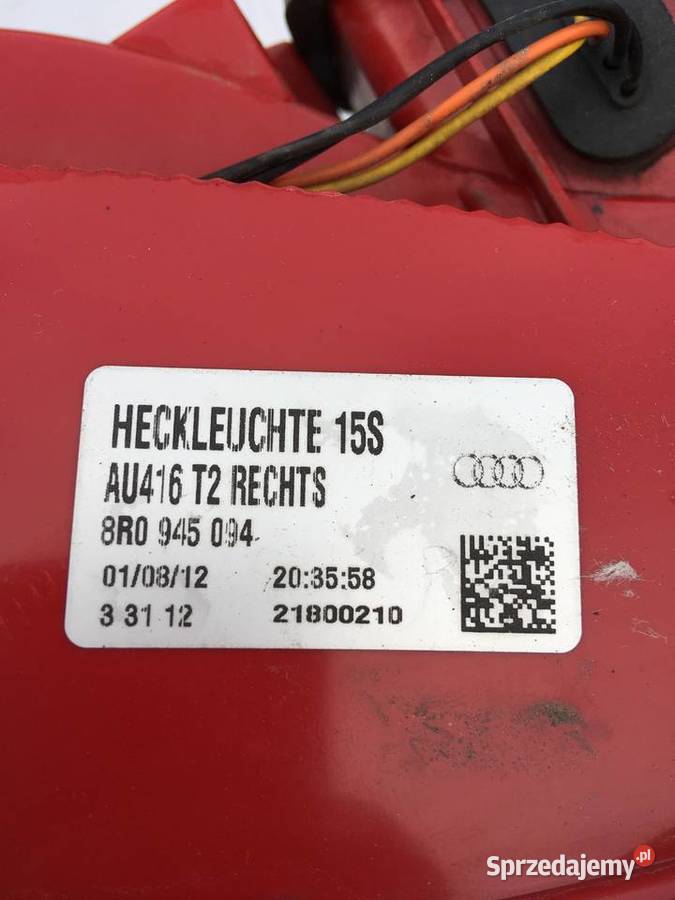 HECKLEUCHTE 15S
AU416 T2 RECHTS
8R0 945 094
01/08/12 20:35:58
3 31 12 21800210
Sprzedajemy.pl